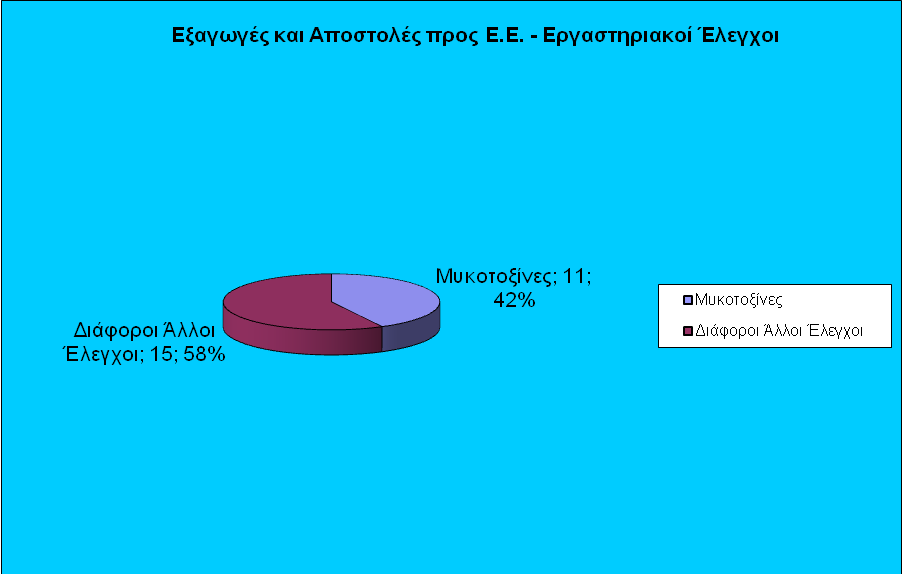 Εξαγωγές και Αποστολές προς Ε.Ε. - Εργαστηριακοί Έλεγχοι
Μυκοτοξίνες; 11;
42%
Διάφοροι Άλλοι
Έλεγχοι; 15; 58%
Μυκοτοξίνες
Διάφοροι Άλλοι Έλεγχοι